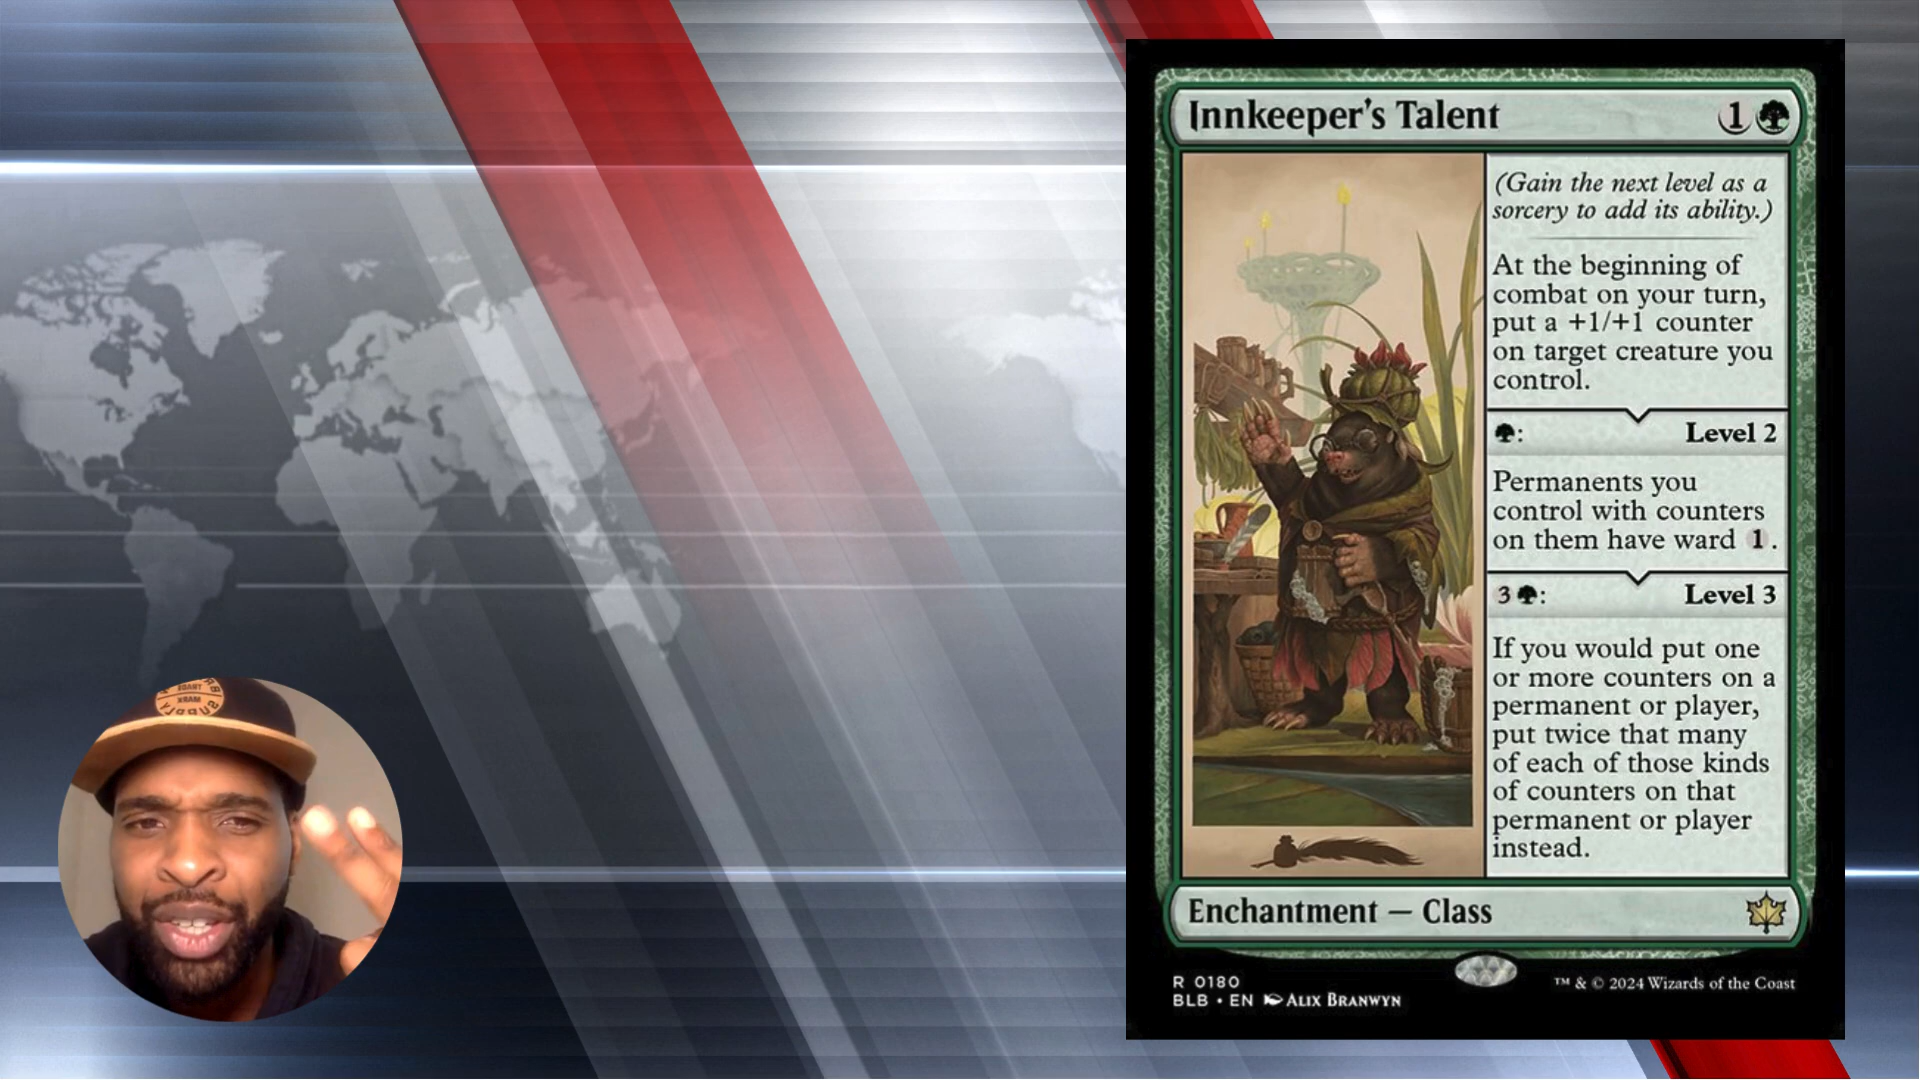 Innkeeper's Talent 1
(Gain the next level as a
sorcery to add its ability.)
At the beginning of
combat on your turn,
put a +1/+1 counter
on target creature you
control.
: Level 2
Permanents you
control with counters
on them have ward 1.
3 : Level 3
If you would put one
or more counters on a
permanent or player,
put twice that many
of each of those kinds
of counters on that
permanent or player
instead.
Enchantment — Class
R 0180
BLB • EN ALIX BRANWYN
™ & © 2024 Wizards of the Coast